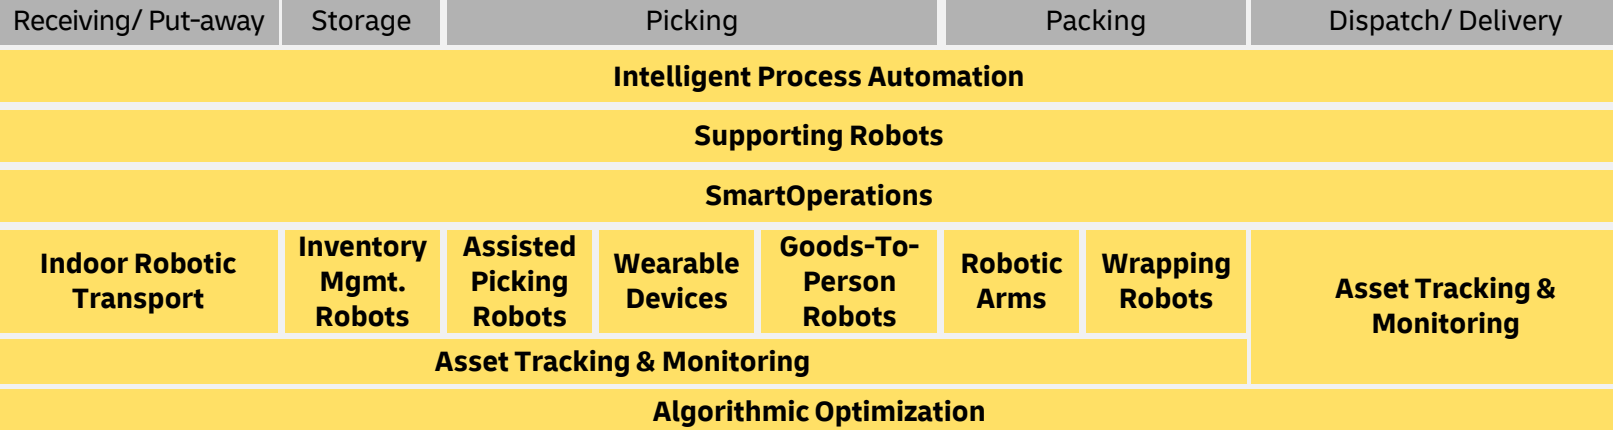 Receiving/ Put-away
Storage
Picking
Packing
Dispatch/ Delivery
Intelligent Process Automation
Supporting Robots
SmartOperations
Indoor Robotic
Transport
Inventory
Mgmt.
Robots
Assisted
Picking
Robots
Wearable
Devices
Goods-To-
Person
Robots
Robotic
Arms
Wrapping
Robots
Asset Tracking &
Monitoring
Asset Tracking & Monitoring
Algorithmic Optimization